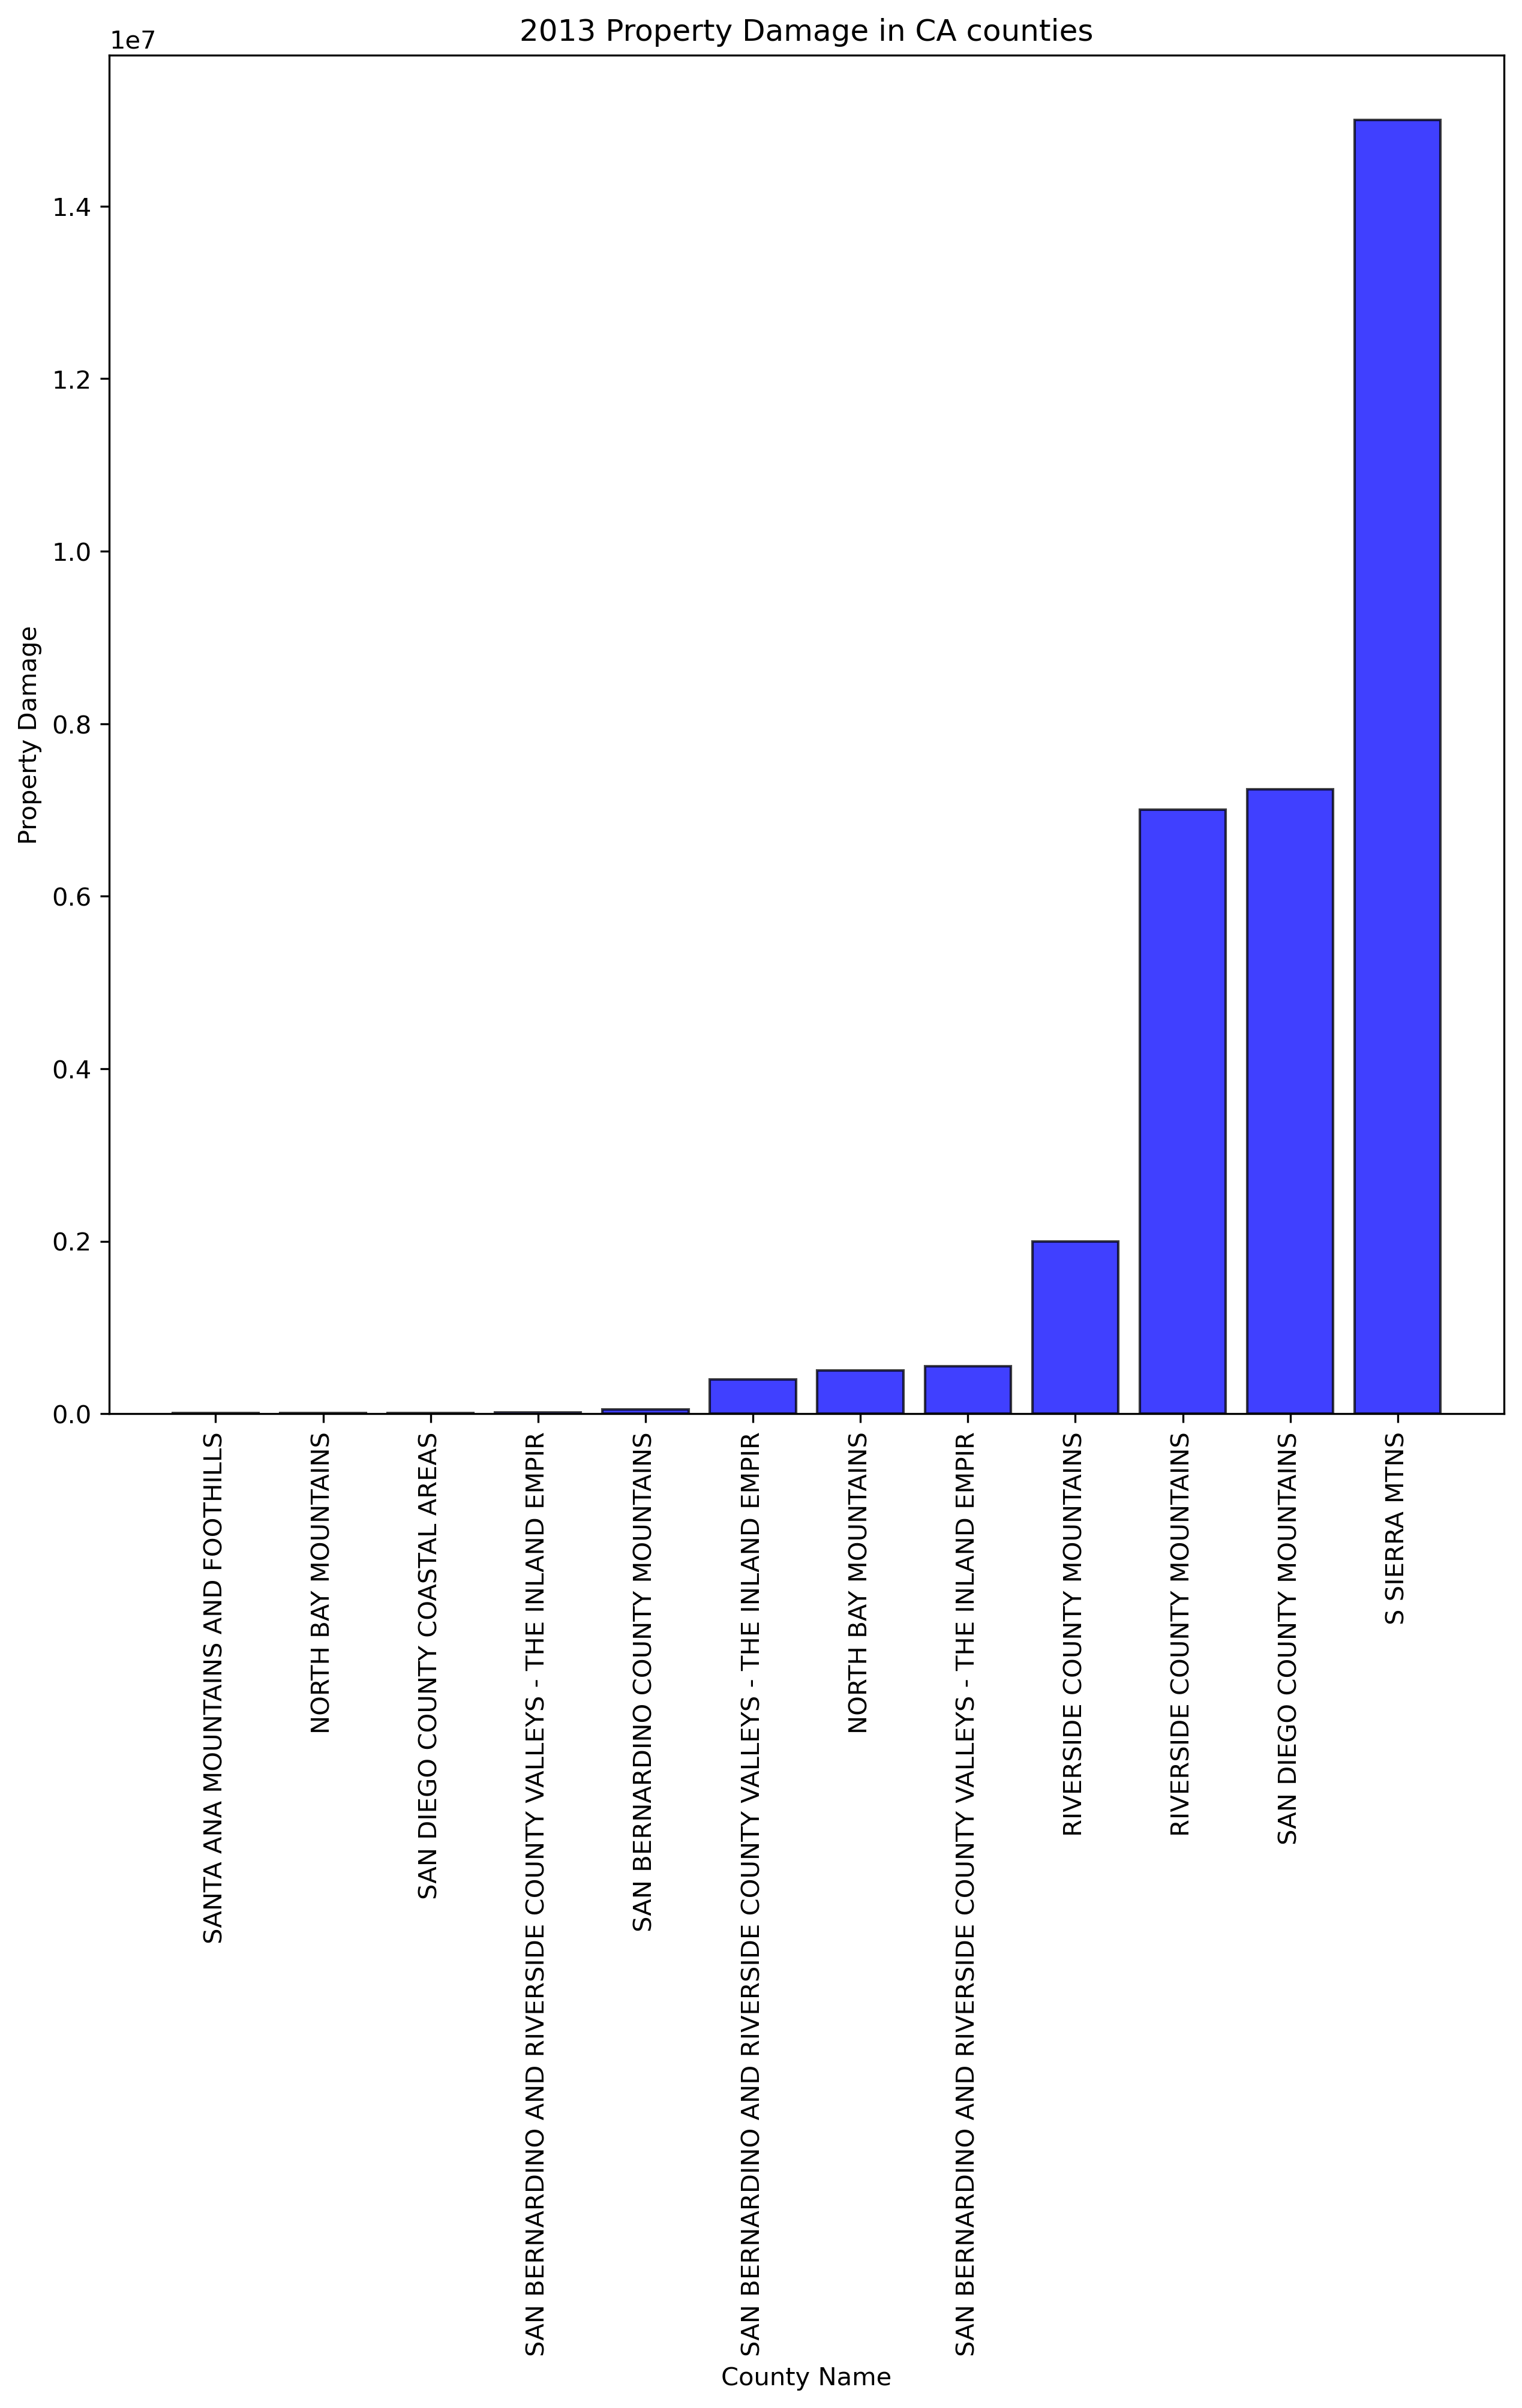 2013 Property Damage in CA counties
1e7
1.4
1.2
1.0
0.8
0.6
0.4
0.2
0.0
Property Damage
SANTA ANA MOUNTAINS AND FOOTHILLS
NORTH BAY MOUNTAINS
SAN DIEGO COUNTY COASTAL AREAS
SAN BERNARDINO AND RIVERSIDE COUNTY VALLEYS - THE INLAND EMPIR
SAN BERNARDINO COUNTY MOUNTAINS
SAN BERNARDINO AND RIVERSIDE COUNTY VALLEYS - THE INLAND EMPIR
NORTH BAY MOUNTAINS
SAN BERNARDINO AND RIVERSIDE COUNTY VALLEYS - THE INLAND EMPIR
RIVERSIDE COUNTY MOUNTAINS
RIVERSIDE COUNTY MOUNTAINS
SAN DIEGO COUNTY MOUNTAINS
S SIERRA MTNS
County Name